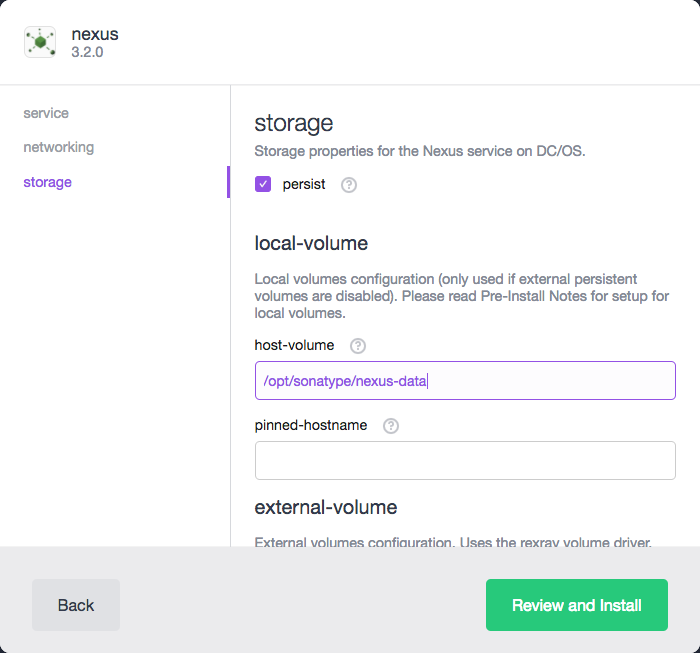 nexus
3.2.0
service
networking
storage
storage
Storage properties for the Nexus service on DC/OS.
persist
local-volume
Local volumes configuration (only used if external persistent
volumes are disabled). Please read Pre-Install Notes for setup for
local volumes.
host-volume
/opt/sonatype/nexus-data
pinned-hostname
external-volume
External volumes configuration. Uses the rexray volume driver.
Back
Review and Install